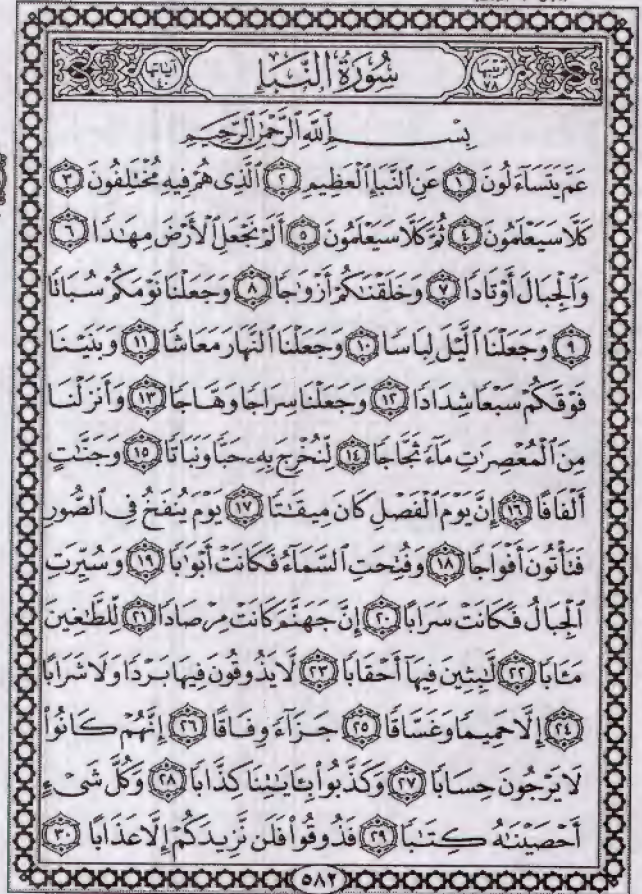 ترتيبها ٧٨ سُورَةُ النَّبَإِ آياتها ٤٠
بِسْمِ ٱللَّهِ ٱلرَّحْمَٰنِ ٱلرَّحِيمِ
عَمَّ يَتَسَآءَلُونَ ١ عَنِ ٱلنَّبَإِ ٱلْعَظِيمِ ٢ ٱلَّذِى هُمْ فِيهِ مُخْتَلِفُونَ ٣
كَلَّا سَيَعْلَمُونَ ٤ ثُمَّ كَلَّا سَيَعْلَمُونَ ٥ أَلَمْ نَجْعَلِ ٱلْأَرْضَ مِهَٰدًا ٦
وَٱلْجِبَالَ أَوْتَادًا ٧ وَخَلَقْنَٰكُمْ أَزْوَٰجًا ٨ وَجَعَلْنَا نَوْمَكُمْ سُبَاتًا
٩ وَجَعَلْنَا ٱلَّيْلَ لِبَاسًا ١٠ وَجَعَلْنَا ٱلنَّهَارَ مَعَاشًا ١١ وَبَنَيْنَا
فَوْقَكُمْ سَبْعًا شِدَادًا ١٢ وَجَعَلْنَا سِرَاجًا وَهَّاجًا ١٣ وَأَنزَلْنَا
مِنَ ٱلْمُعْصِرَٰتِ مَآءً ثَجَّاجًا ١٤ لِّنُخْرِجَ بِهِۦ حَبًّا وَنَبَاتًا ١٥ وَجَنَّٰتٍ
أَلْفَافًا ١٦ إِنَّ يَوْمَ ٱلْفَصْلِ كَانَ مِيقَٰتًا ١٧ يَوْمَ يُنفَخُ فِى ٱلصُّورِ
فَتَأْتُونَ أَفْوَاجًا ١٨ وَفُتِحَتِ ٱلسَّمَآءُ فَكَانَتْ أَبْوَٰبًا ١٩ وَسُيِّرَتِ
ٱلْجِبَالُ فَكَانَتْ سَرَابًا ٢٠ إِنَّ جَهَنَّمَ كَانَتْ مِرْصَادًا ٢١ لِّلطَّٰغِينَ
مَـَٔابًا ٢٢ لَّٰبِثِينَ فِيهَآ أَحْقَابًا ٢٣ لَّا يَذُوقُونَ فِيهَا بَرْدًا وَلَا شَرَابًا
٢٤ إِلَّا حَمِيمًا وَغَسَّاقًا ٢٥ جَزَآءً وِفَاقًا ٢٦ إِنَّهُمْ كَانُوا۟
لَا يَرْجُونَ حِسَابًا ٢٧ وَكَذَّبُوا۟ بِـَٔايَٰتِنَا كِذَّابًا ٢٨ وَكُلَّ شَىْءٍ
أَحْصَيْنَٰهُ كِتَٰبًا ٢٩ فَذُوقُوا۟ فَلَن نَّزِيدَكُمْ إِلَّا عَذَابًا ٣٠
٥٨٢